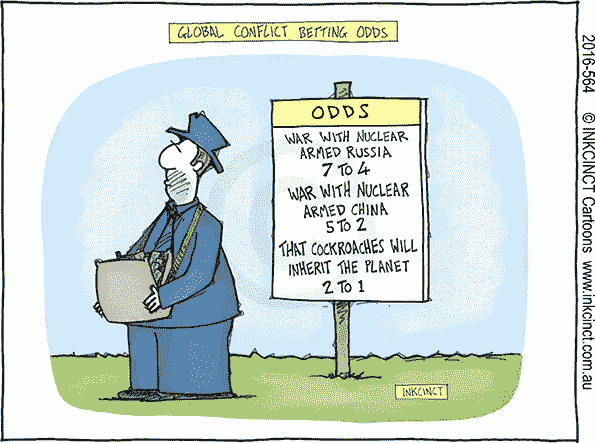 GLOBAL CONFLICT BETTING ODDS
ODDS
WAR WITH NUCLEAR
ARMED RUSSIA
7 TO 4
WAR WITH NUCLEAR
ARMED CHINA
5 TO 2
THAT COCKROACHES WILL
INHERIT THE PLANET
2 TO 1
INKCINCT
2016-564 © INKCINCT Cartoons www.inkcinct.com.au